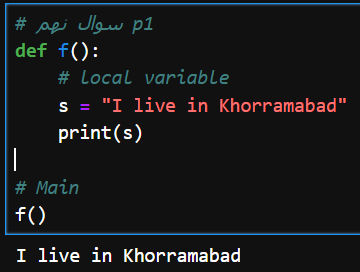 # سوال نهم p1
def f():
    # local variable
    s = "I live in Khorramabad"
    print(s)

# Main
f()
I live in Khorramabad